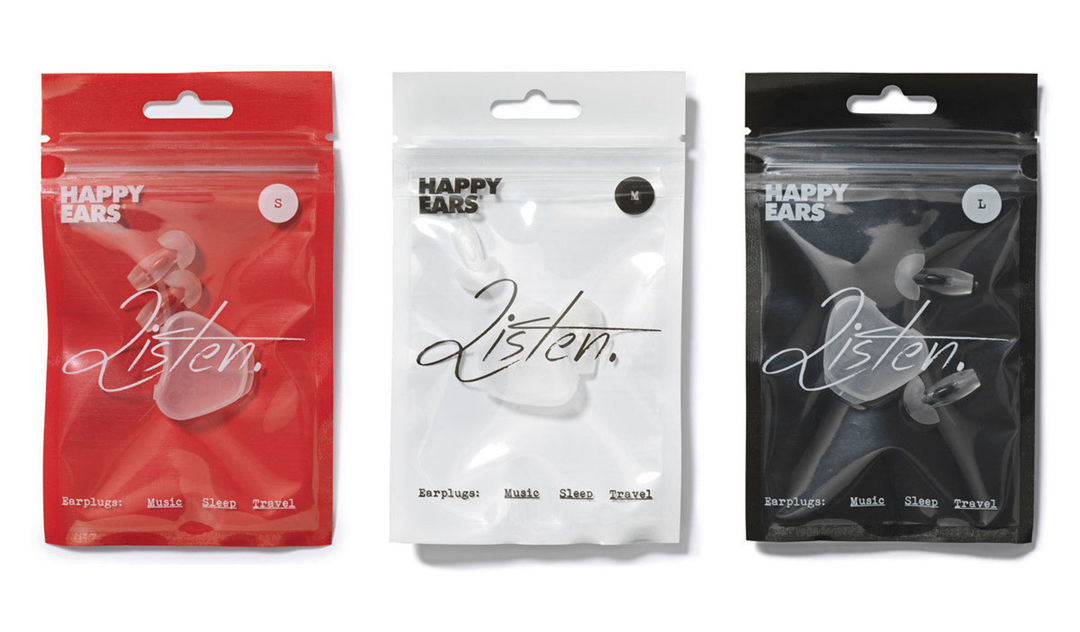 HAPPY
EARS
S
Listen.
Earplugs: Music Sleep Travel
HAPPY
EARS
M
Listen.
Earplugs: Music Sleep Travel
HAPPY
EARS
L
Listen.
Earplugs: Music Sleep Travel